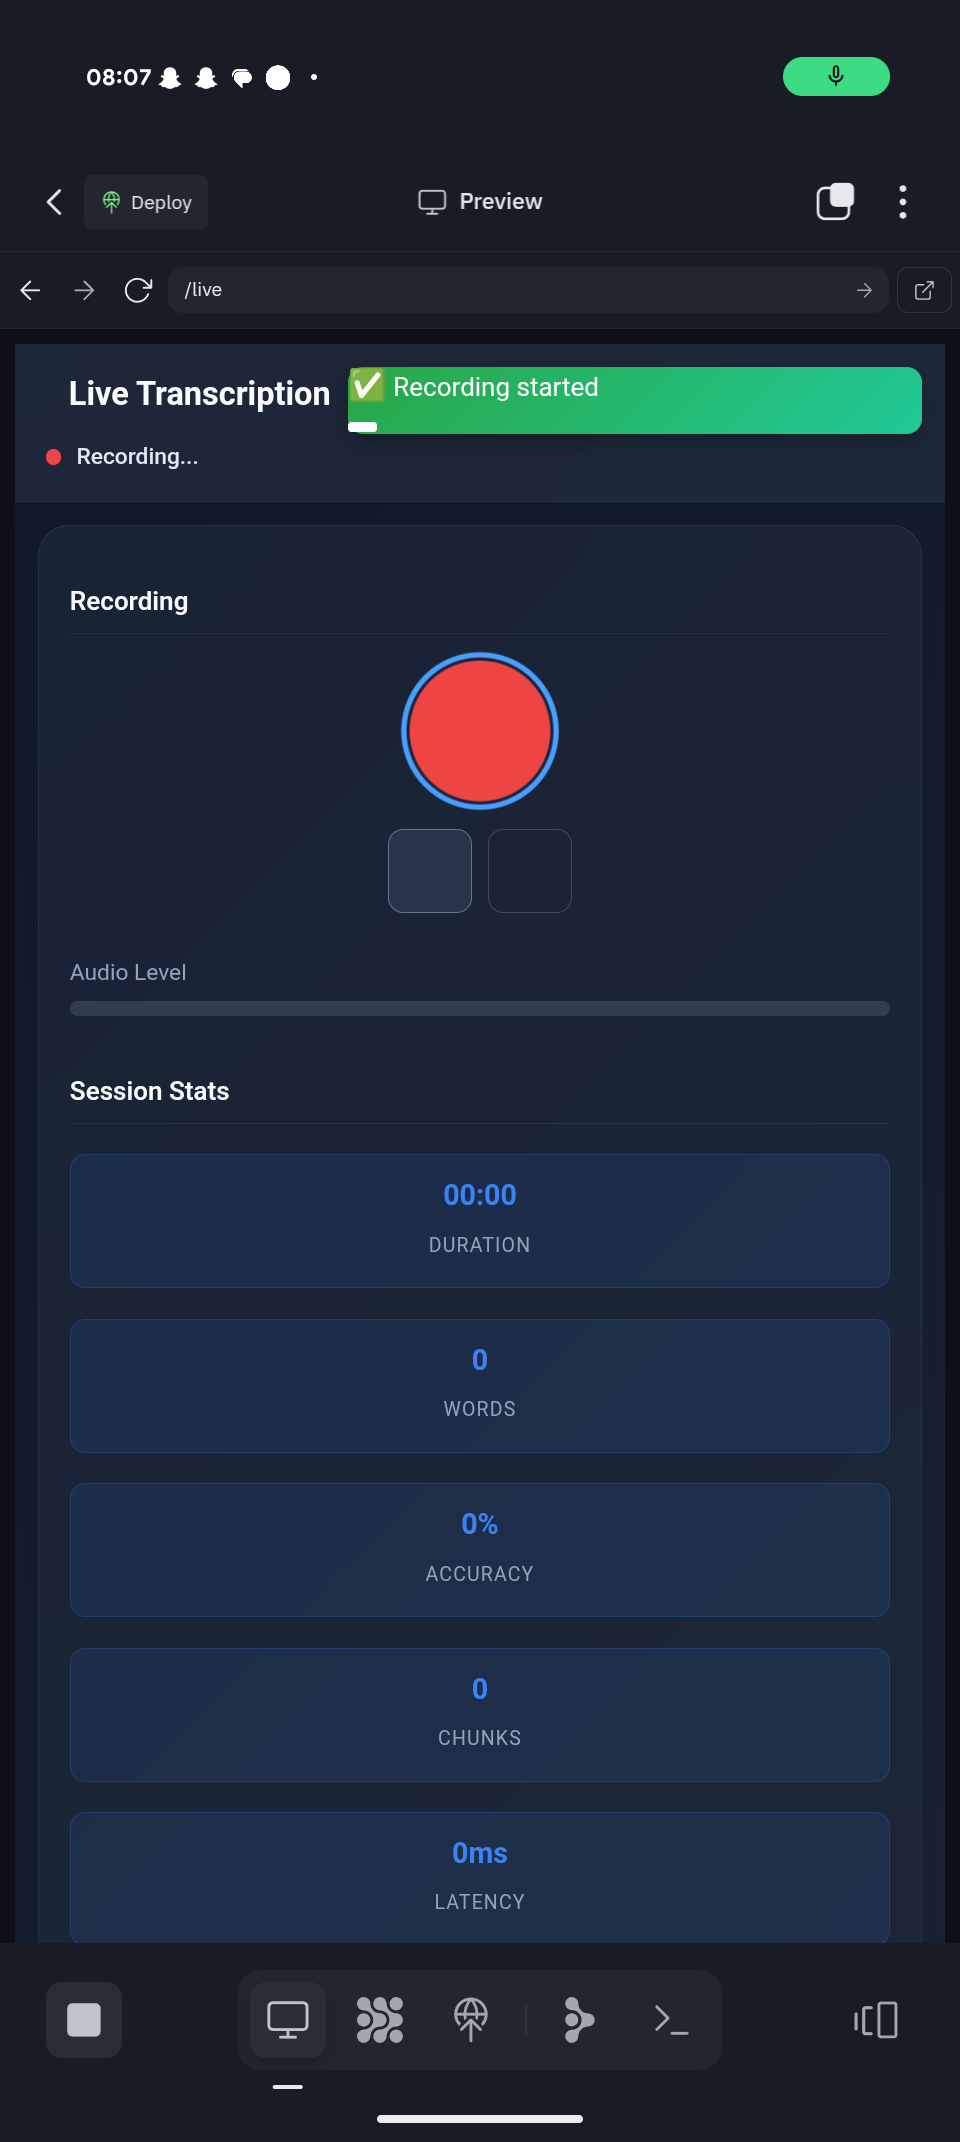 08:07
Deploy
Preview
/live
Live Transcription
✅ Recording started
Recording...
Recording
Audio Level
Session Stats
00:00
DURATION
0
WORDS
0%
ACCURACY
0
CHUNKS
0ms
LATENCY